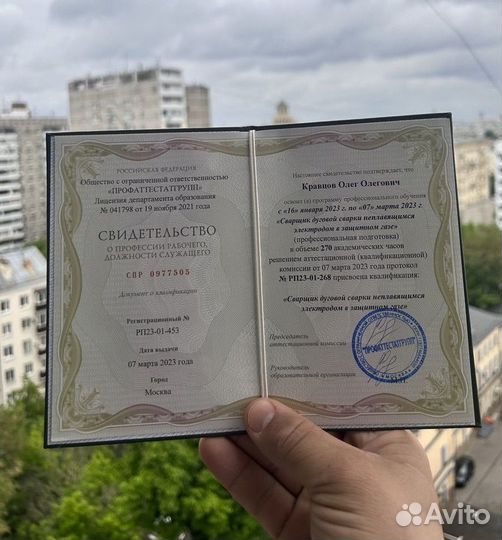 РОССИЙСКАЯ ФЕДЕРАЦИЯ
Общество с ограниченной ответственностью
"ПРОФАТТЕСТАТГРУПП"
Лицензия департамента образования
№ 041798 от 19 ноября 2021 года
СВИДЕТЕЛЬСТВО
О ПРОФЕССИИ РАБОЧЕГО,
ДОЛЖНОСТИ СЛУЖАЩЕГО
СВР 0977505
Документ о квалификации
Регистрационный №
РП23-01-453
Дата выдачи
07 марта 2023 года
Город
Москва
Настоящее свидетельство подтверждает, что
Кравцов Олег Олегович
освоил (а) программу профессионального обучения
с «16» января 2023 г. по «07» марта 2023 г.
«Сварщик дуговой сварки неплавящимся
электродом в защитном газе»
(профессиональная подготовка)
в объеме 270 академических часов
решением аттестационной (квалификационной)
комиссии от 07 марта 2023 года протокол
№ РП23-01-268 присвоена квалификация:
«Сварщик дуговой сварки неплавящимся
электродом в защитном газе»
Председатель
аттестационной комиссии
"ПРОФАТТЕСТАТГРУПП"
Руководитель
образовательной организации
М.П.
Avito